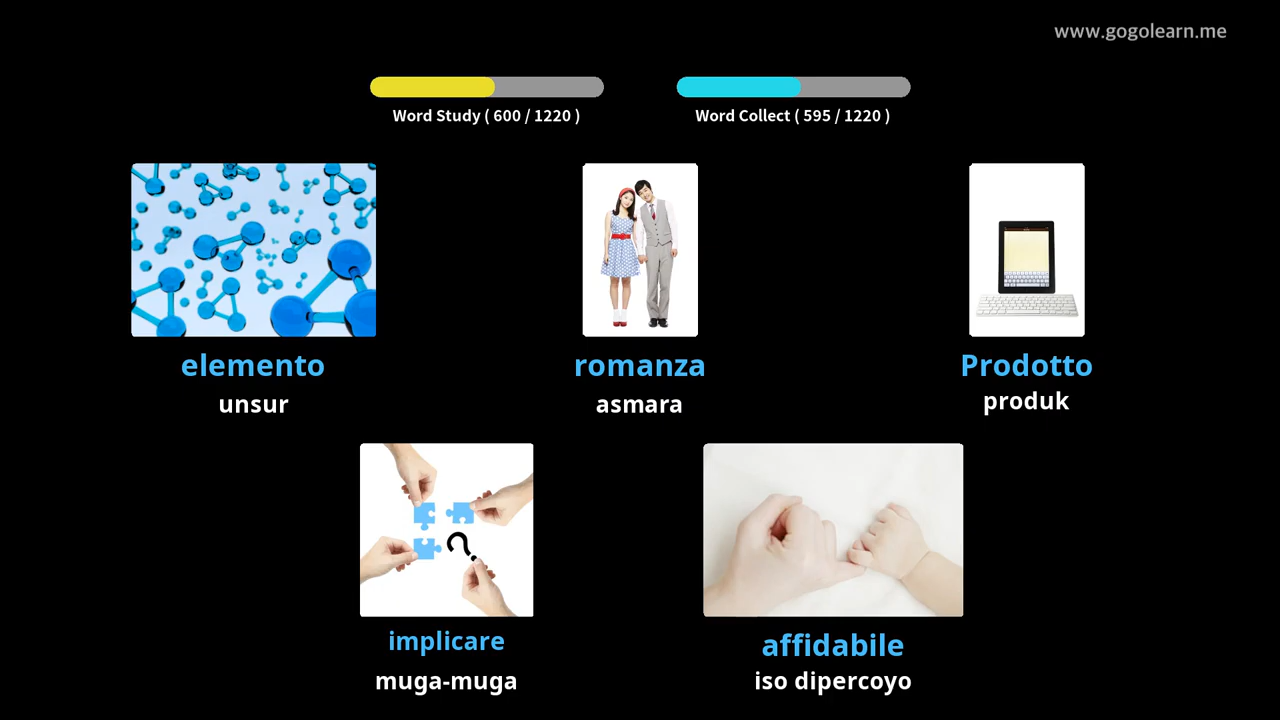 www.gogolearn.me
Word Study ( 600 / 1220 )
Word Collect ( 595 / 1220 )
elemento
unsur
romanza
asmara
Prodotto
produk
implicare
muga-muga
affidabile
iso dipercoyo